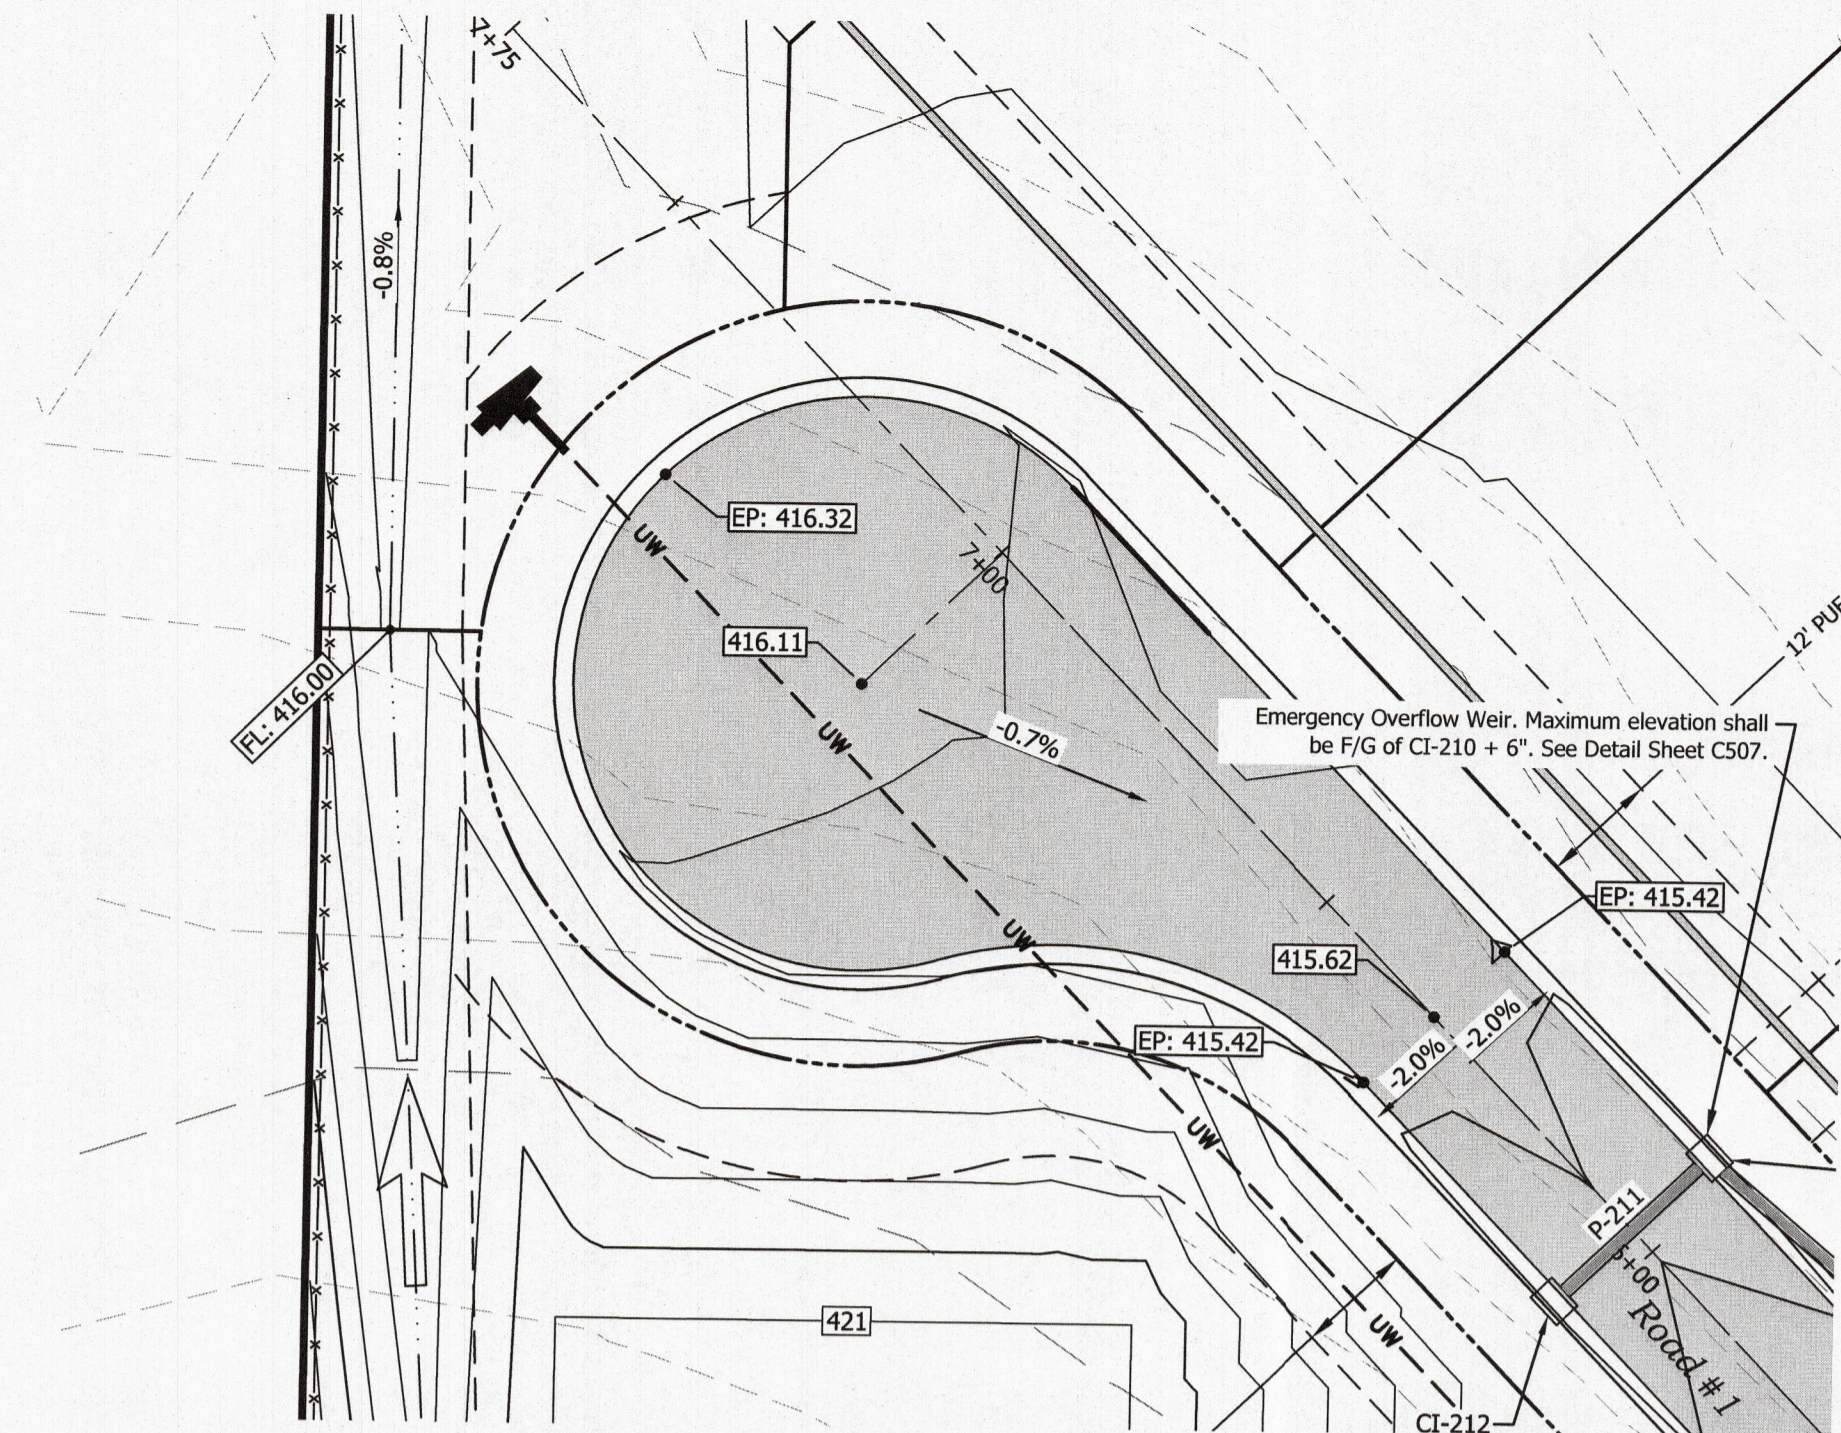 7+75
-0.8%
EP: 416.32
UW
7+00
416.11
FL: 416.00
UW
-0.7%
12' PUE
Emergency Overflow Weir. Maximum elevation shall
be F/G of CI-210 + 6". See Detail Sheet C507.
EP: 415.42
UW
415.62
-2.0%
-2.0%
EP: 415.42
UW
P-211
6+00
Road # 1
421
UW
CI-212